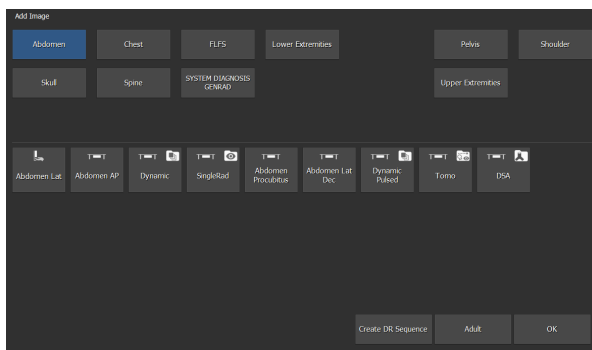 Add Image
Abdomen Chest FLFS Lower Extremities Pelvis Shoulder
Skull Spine SYSTEM DIAGNOSIS GENRAD Upper Extremities
Abdomen Lat Abdomen AP Dynamic SingleRad Abdomen Procubitus Abdomen Lat Dec Dynamic Pulsed Tomo DSA
Create DR Sequence Adult OK